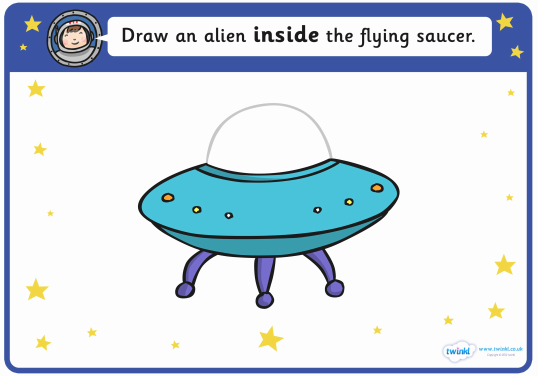 Draw an alien inside the flying saucer.
twinkl
www.twinkl.co.uk